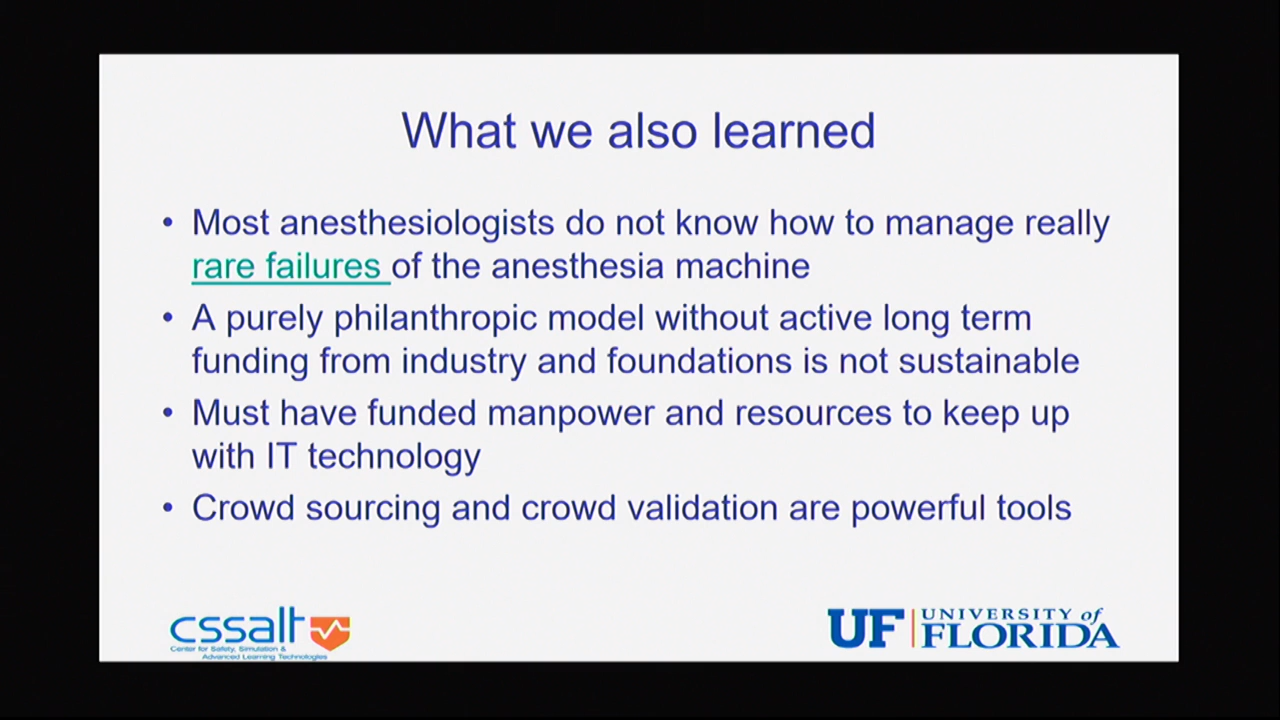 What we also learned
• Most anesthesiologists do not know how to manage really
rare failures of the anesthesia machine
• A purely philanthropic model without active long term
funding from industry and foundations is not sustainable
• Must have funded manpower and resources to keep up
with IT technology
• Crowd sourcing and crowd validation are powerful tools
cssalt
Center for Safety, Simulation &
Advanced Learning Technologies
UF UNIVERSITY of
FLORIDA